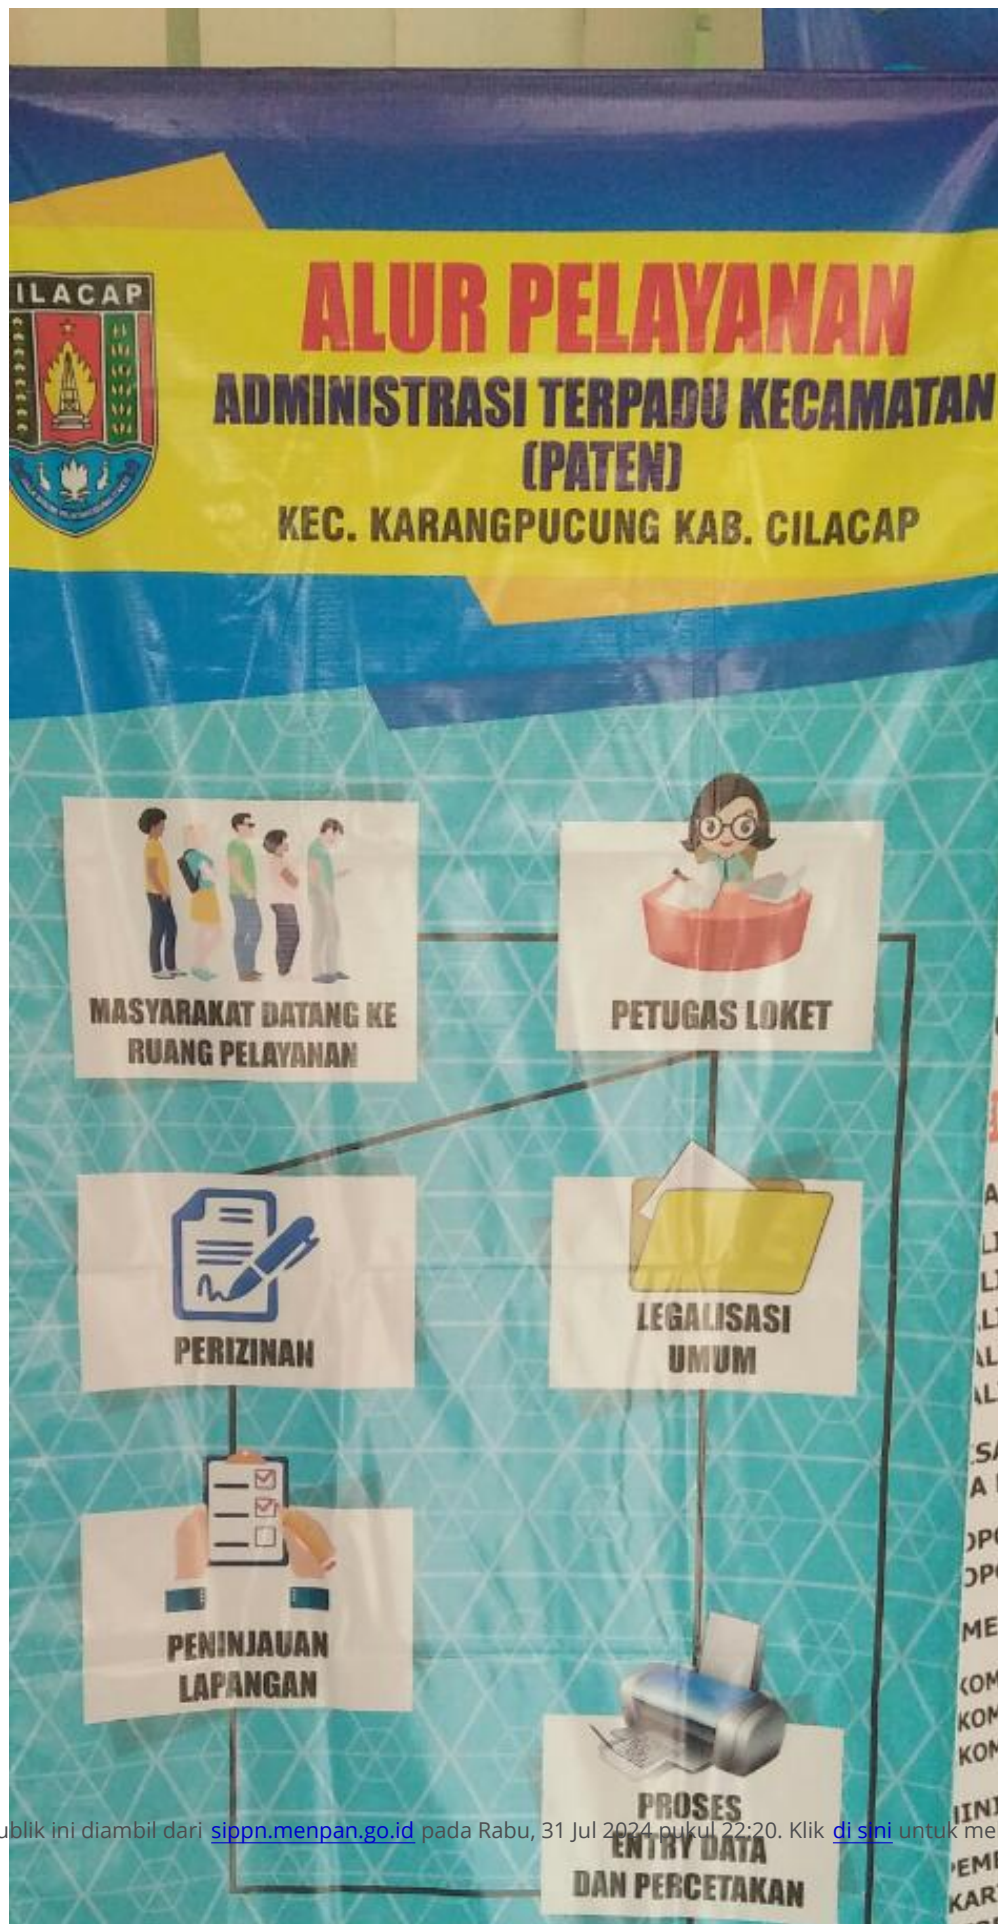 ILACAP
ALUR PELAYANAN
ADMINISTRASI TERPADU KECAMATAN
(PATEN)
KEC. KARANGPUCUNG KAB. CILACAP
MASYARAKAT DATANG KE
RUANG PELAYANAN
PETUGAS LOKET
PERIZINAN
LEGALISASI
UMUM
PENINJAUAN
LAPANGAN
PROSES
ENTRY DATA
DAN PERCETAKAN
ublik ini diambil dari sippn.menpan.go.id pada Rabu, 31 Jul 2024 pukul 22:20. Klik di sini untuk me